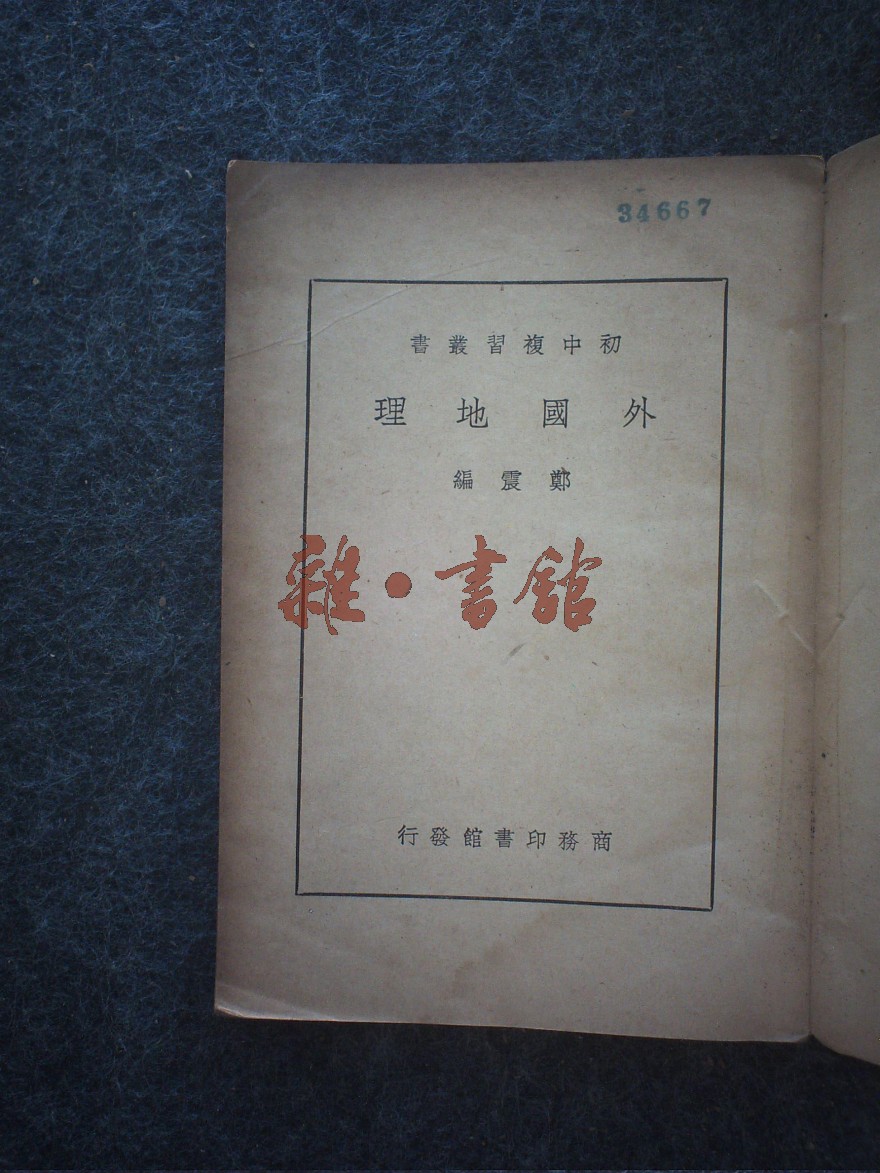 34667
初中複習叢書
外國地理
鄭震編
雜·書館
商務印書館發行